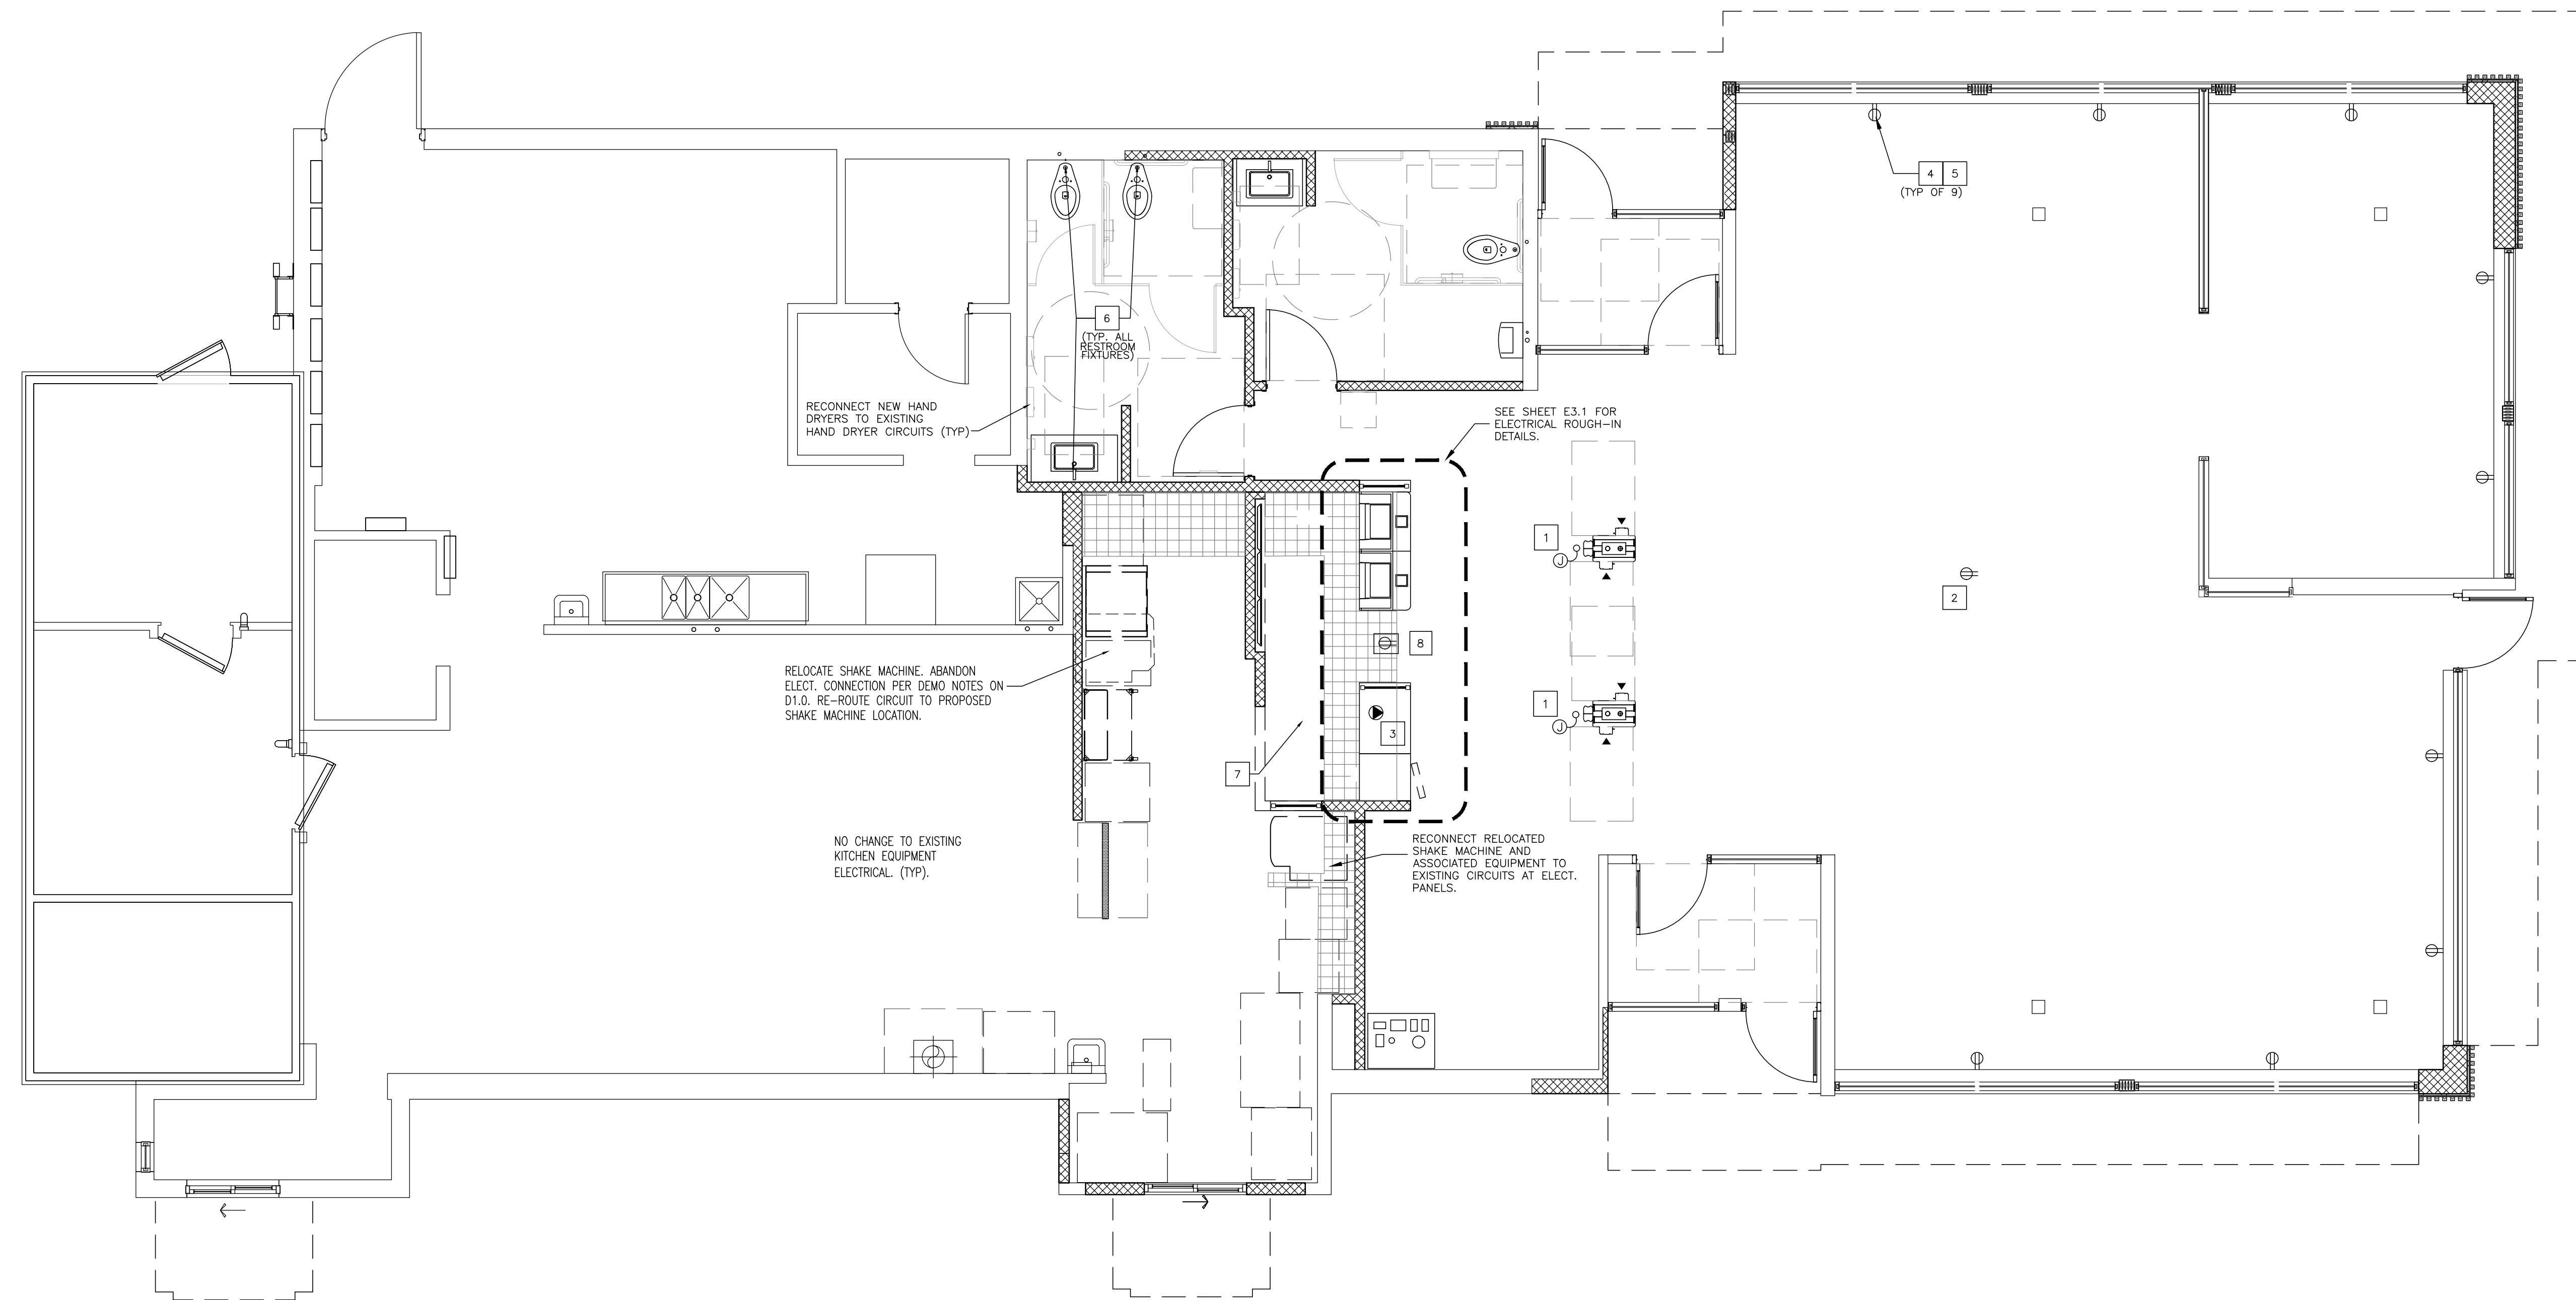 4 5
(TYP OF 9)
6
(TYP. ALL
RESTROOM
FIXTURES)
RECONNECT NEW HAND
DRYERS TO EXISTING
HAND DRYER CIRCUITS (TYP)
SEE SHEET E3.1 FOR
ELECTRICAL ROUGH-IN
DETAILS.
1
J
2
8
RELOCATE SHAKE MACHINE. ABANDON
ELECT. CONNECTION PER DEMO NOTES ON
D1.0. RE-ROUTE CIRCUIT TO PROPOSED
SHAKE MACHINE LOCATION.
1
J
3
7
NO CHANGE TO EXISTING
KITCHEN EQUIPMENT
ELECTRICAL. (TYP).
RECONNECT RELOCATED
SHAKE MACHINE AND
ASSOCIATED EQUIPMENT TO
EXISTING CIRCUITS AT ELECT.
PANELS.